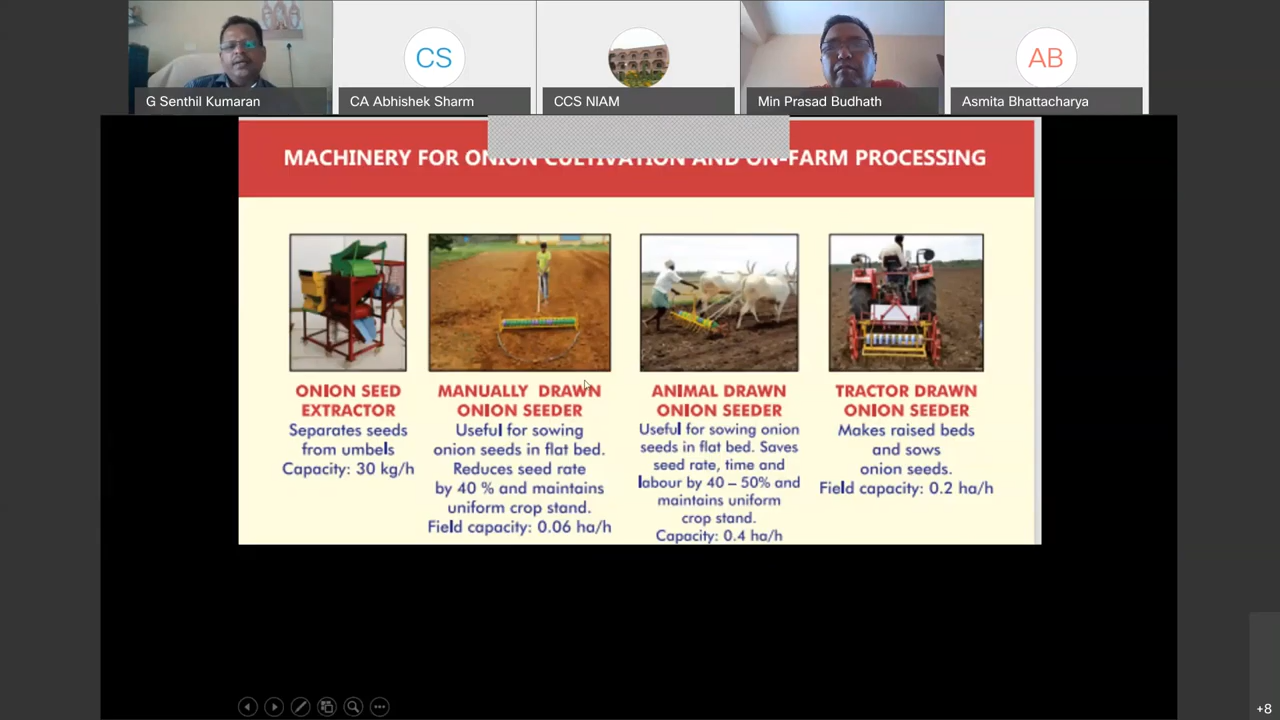 CS
AB
G Senthil Kumaran
CA Abhishek Sharm
CCS NIAM
Min Prasad Budhath
Asmita Bhattacharya
MACHINERY FOR ONION CULTIVATION AND ON-FARM PROCESSING
ONION SEED
EXTRACTOR
Separates seeds
from umbels
Capacity: 30 kg/h
MANUALLY DRAWN
ONION SEEDER
Useful for sowing
onion seeds in flat bed.
Reduces seed rate
by 40 % and maintains
uniform crop stand.
Field capacity: 0.06 ha/h
ANIMAL DRAWN
ONION SEEDER
Useful for sowing onion
seeds in flat bed. Saves
seed rate, time and
labour by 40 – 50% and
maintains uniform
crop stand.
Capacity: 0.4 ha/h
TRACTOR DRAWN
ONION SEEDER
Makes raised beds
and sows
onion seeds.
Field capacity: 0.2 ha/h
+8